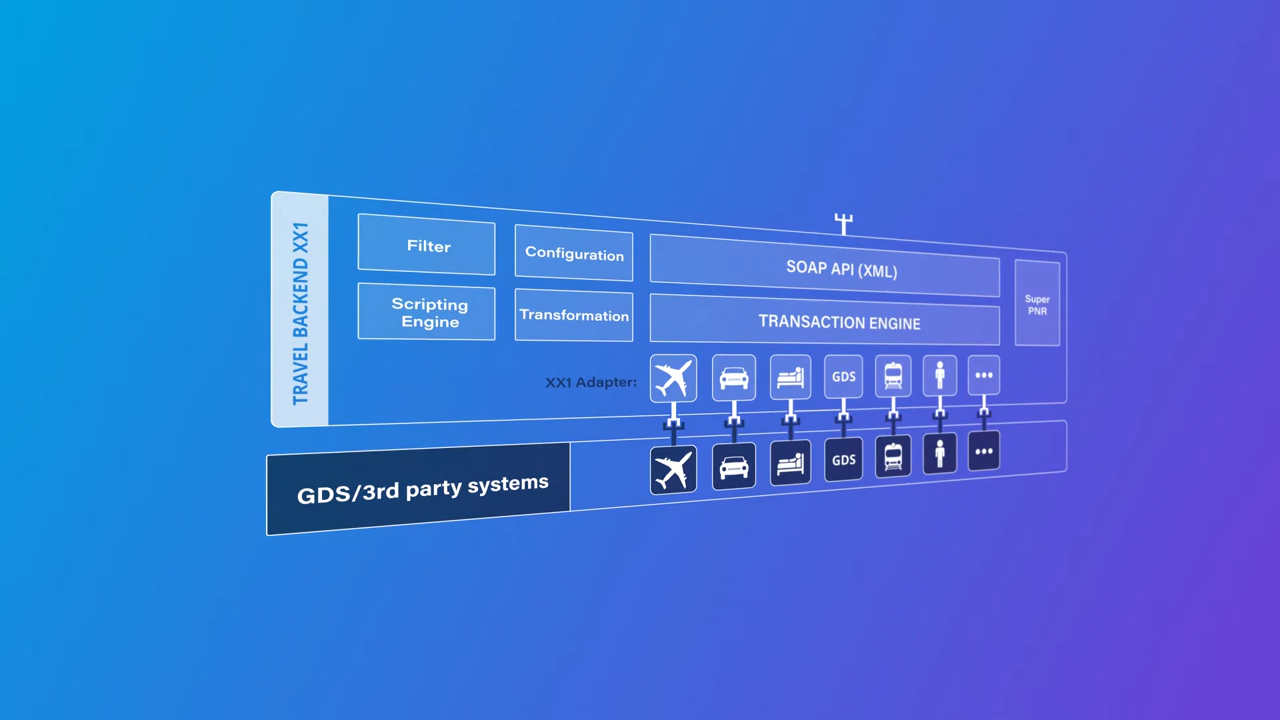 TRAVEL BACKEND XX1
Filter
Configuration
SOAP API (XML)
Super
PNR
Scripting
Engine
Transformation
TRANSACTION ENGINE
XX1 Adapter:
GDS
•••
GDS/3rd party systems
GDS
•••